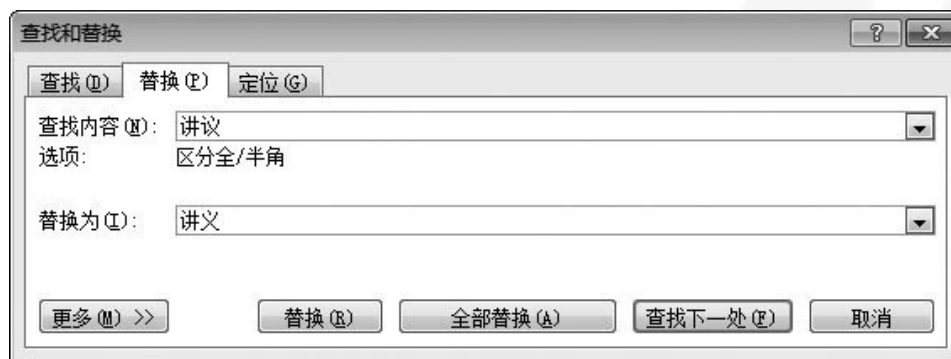 查找和替换
查找(D) 替换(P) 定位(G)
查找内容(N): 讲议
选项: 区分全/半角
替换为(I): 讲义
更多(M) >> 替换(R) 全部替换(A) 查找下一处(F) 取消